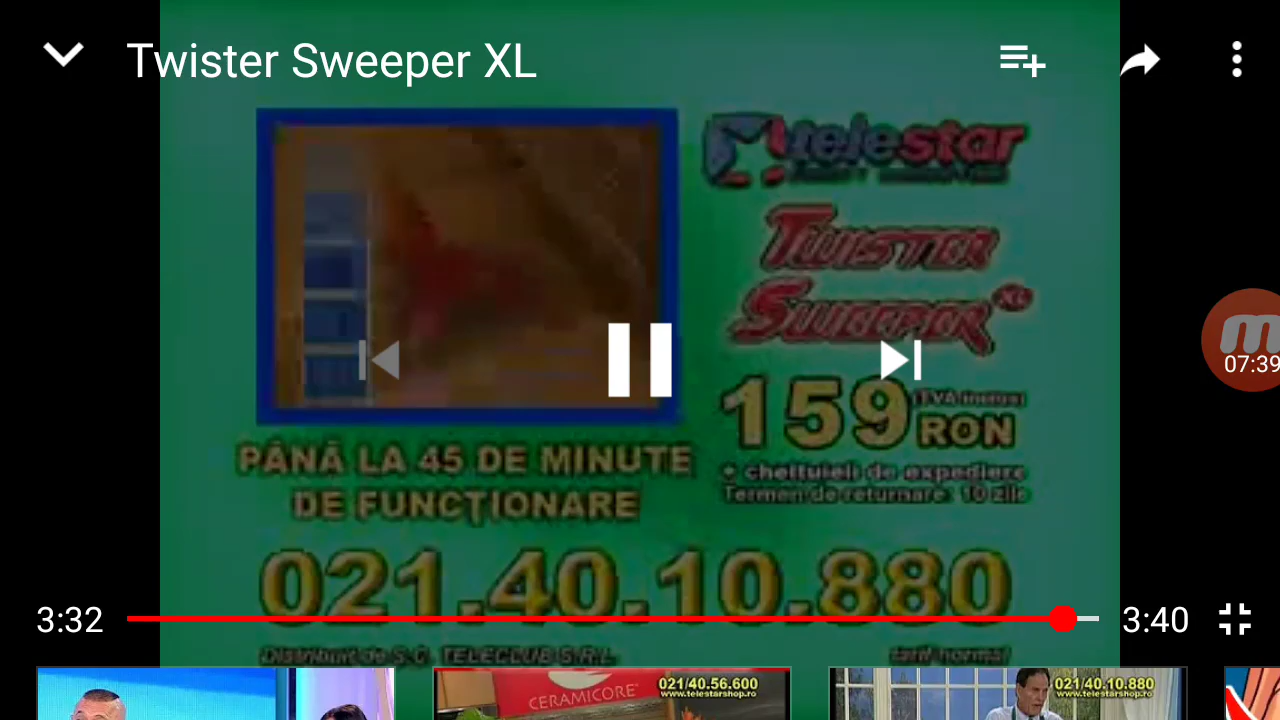 Twister Sweeper XL
telestar
TWISTER
SWEEPER XL
159 (TVA inclus)
RON
+ cheltuieli de expediere
Termen de returnare: 10 zile
PÂNĂ LA 45 DE MINUTE
DE FUNCȚIONARE
021.40.10.880
Distribuit de S.C. TELECLUB S.R.L.
tarif normal
07:39
3:32
3:40
CERAMICORE
021/40.56.600
www.telestarshop.ro
021/40.10.880
www.telestarshop.ro